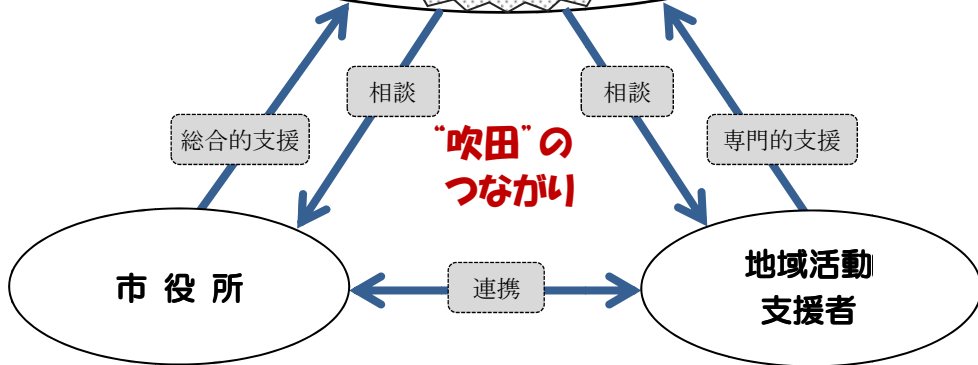 相談
相談
総合的支援
専門的支援
“吹田”の
つながり
市役所
連携
地域活動
支援者